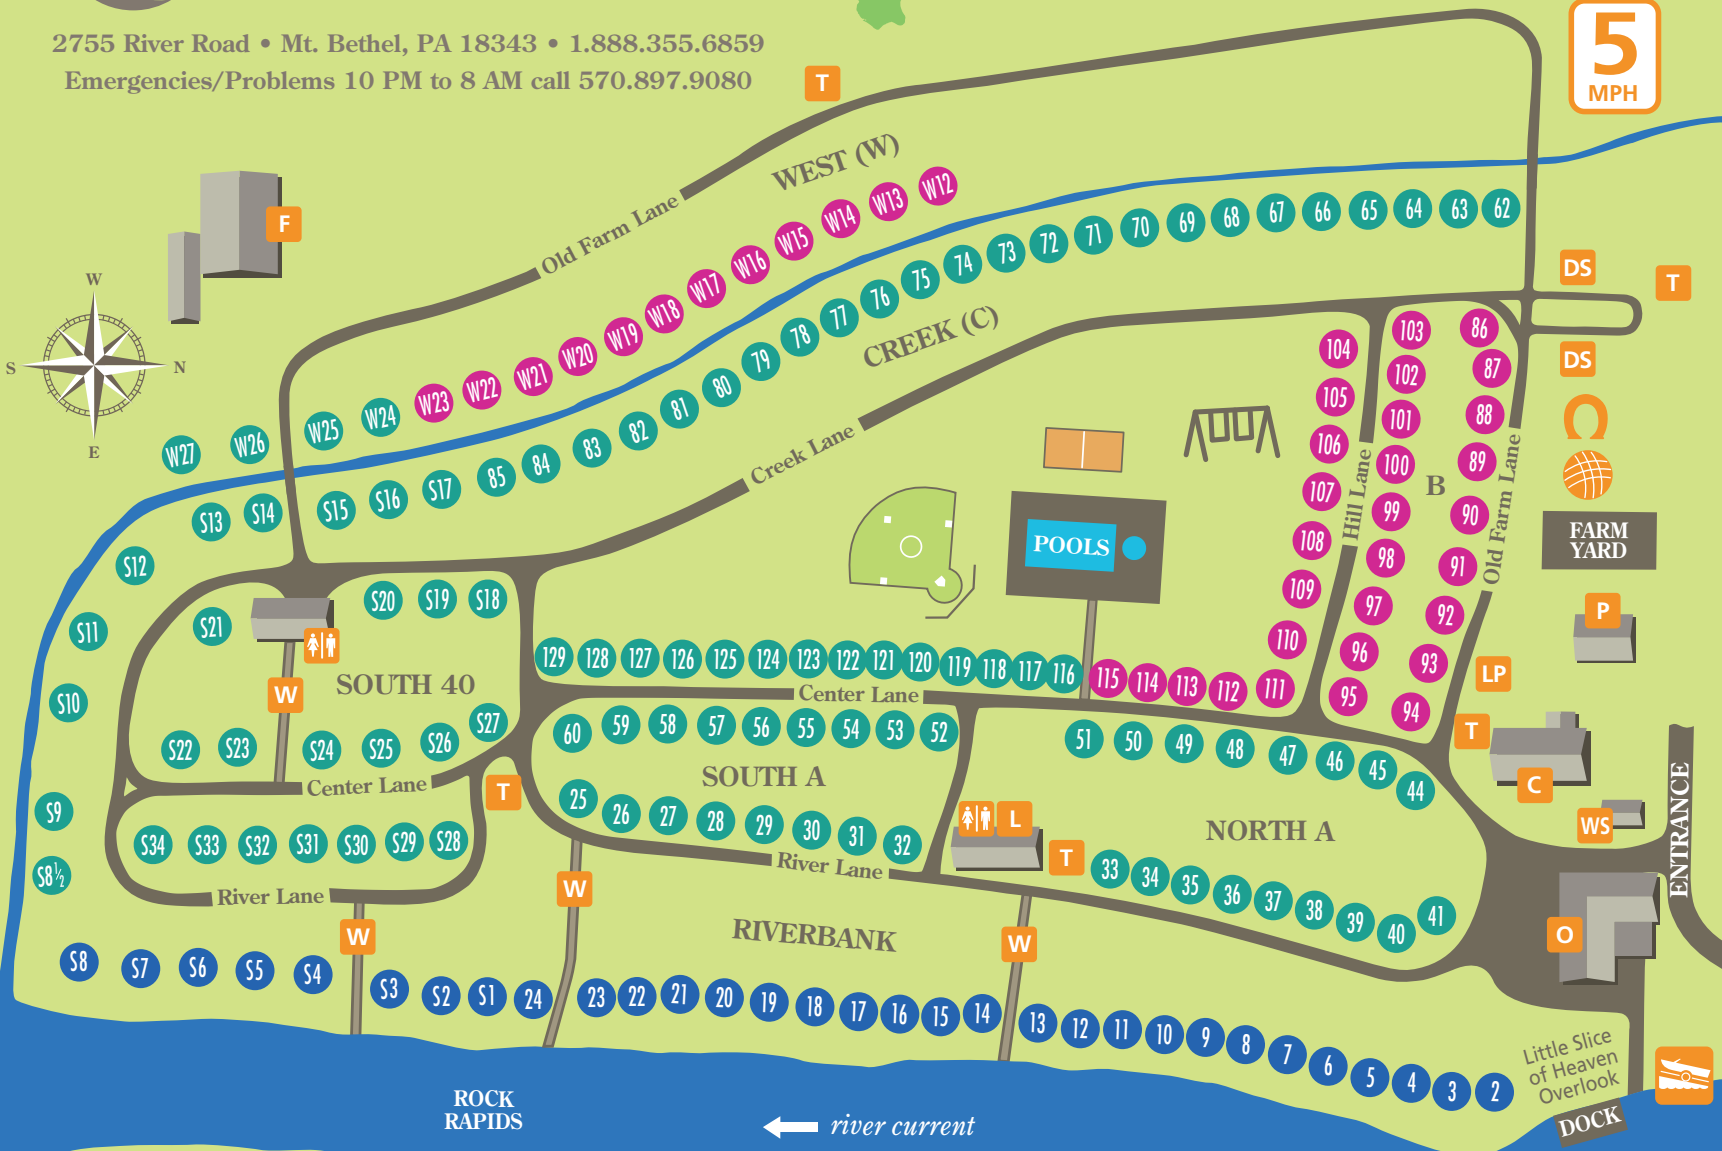 2755 River Road • Mt. Bethel, PA 18343 • 1.888.355.6859
Emergencies/Problems 10 PM to 8 AM call 570.897.9080
5
MPH
T
WEST (W)
Old Farm Lane
F
W
S
N
E
W12
W13
W14
W15
W16
W17
W18
W19
W20
W21
W22
W23
W24
W25
W26
W27
62
63
64
65
66
67
68
69
70
71
72
73
74
75
76
77
78
79
80
81
82
83
84
85
S17
S16
S15
S14
S13
S12
S11
S10
S9
S8½
CREEK (C)
Creek Lane
DS
T
DS
103
86
104
102
87
105
101
88
106
100
89
107
99
90
108
98
91
109
97
92
110
96
93
111
95
94
B
Hill Lane
Old Farm Lane
FARM
YARD
P
LP
T
C
WS
ENTRANCE
O
POOLS
S20
S19
S18
S21
W
SOUTH 40
S22
S23
S24
S25
S26
S27
Center Lane
T
S34
S33
S32
S31
S30
S29
S28
River Lane
W
129
128
127
126
125
124
123
122
121
120
119
118
117
116
115
114
113
112
Center Lane
60
59
58
57
56
55
54
53
52
SOUTH A
25
26
27
28
29
30
31
32
River Lane
W
51
50
49
48
47
46
45
44
NORTH A
L
T
33
34
35
36
37
38
39
40
41
W
RIVERBANK
S8
S7
S6
S5
S4
S3
S2
S1
24
23
22
21
20
19
18
17
16
15
14
13
12
11
10
9
8
7
6
5
4
3
2
Little Slice
of Heaven
Overlook
DOCK
ROCK
RAPIDS
river current